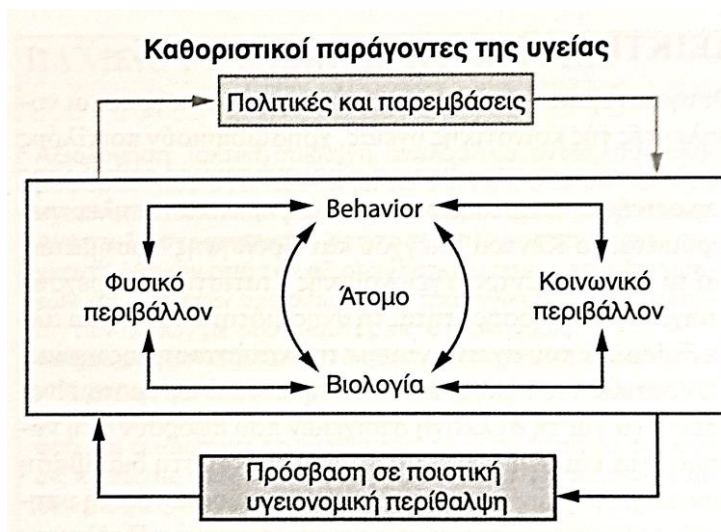 Καθοριστικοί παράγοντες της υγείας
Πολιτικές και παρεμβάσεις
Behavior
Φυσικό
περιβάλλον
Άτομο
Κοινωνικό
περιβάλλον
Βιολογία
Πρόσβαση σε ποιοτική
υγειονομική περίθαλψη